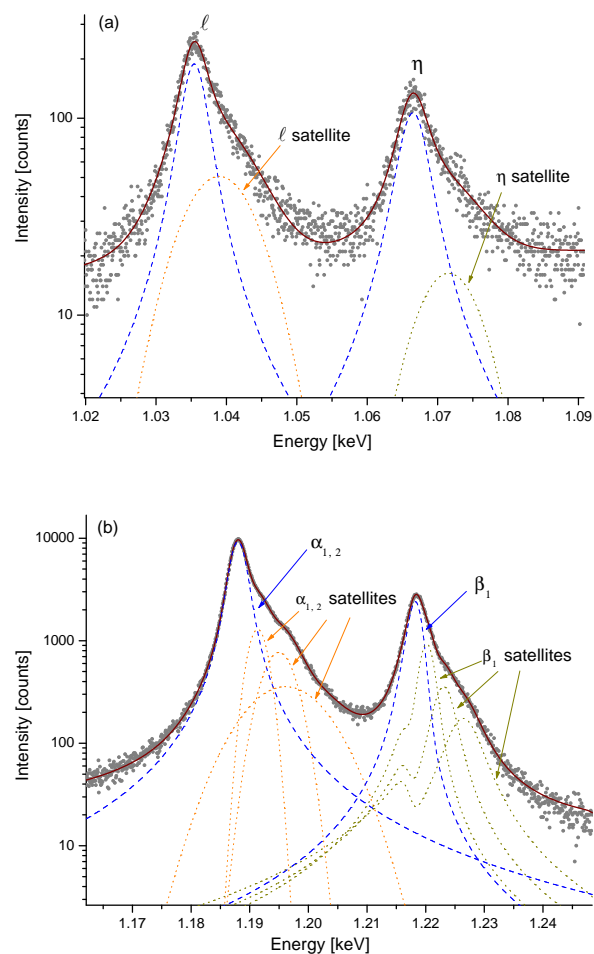 (a)
ℓ
η
ℓ satellite
η satellite
Intensity [counts]
100
10
1.02 1.03 1.04 1.05 1.06 1.07 1.08 1.09
Energy [keV]
(b)
10000
α1, 2
α1, 2 satellites
β1
β1 satellites
Intensity [counts]
1000
100
10
1.17 1.18 1.19 1.20 1.21 1.22 1.23 1.24
Energy [keV]